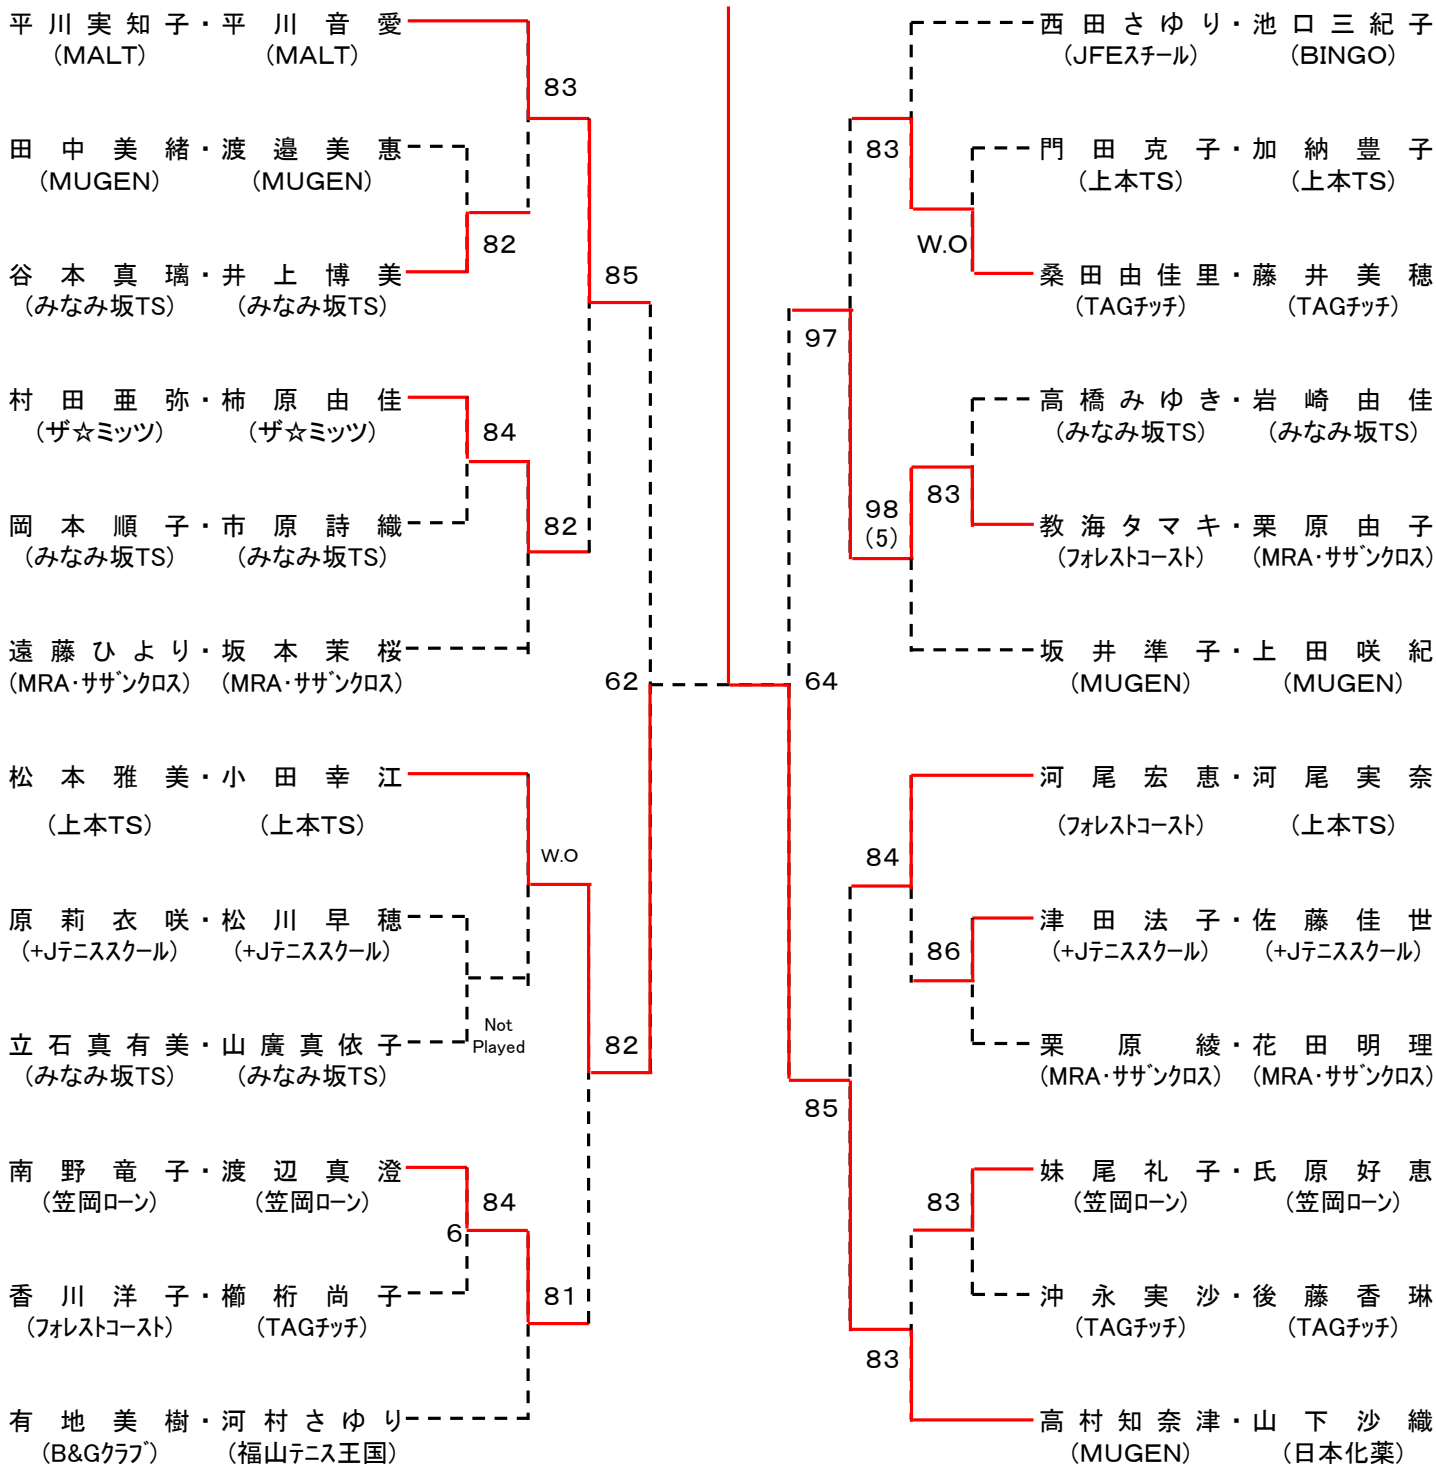 平川実知子・平川音愛
(MALT) (MALT)
83
田中美緒・渡邉美恵
(MUGEN) (MUGEN)
82
谷本真璃・井上博美
(みなみ坂TS) (みなみ坂TS)
85
村田亜弥・柿原由佳
(ザ☆ミッツ) (ザ☆ミッツ)
84
岡本順子・市原詩織
(みなみ坂TS) (みなみ坂TS)
82
遠藤ひより・坂本茉桜
(MRA・サザンクロス) (MRA・サザンクロス)
62
松本雅美・小田幸江
(上本TS) (上本TS)
W.O
原莉衣咲・松川早穂
(+Jテニススクール) (+Jテニススクール)
Not
Played
立石真有美・山廣真依子
(みなみ坂TS) (みなみ坂TS)
82
南野竜子・渡辺真澄
(笠岡ローン) (笠岡ローン)
84
6
香川洋子・櫛桁尚子
(フォレストコースト) (TAGチッチ)
81
有地美樹・河村さゆり
(B&Gクラブ) (福山テニス王国)
西田さゆり・池口三紀子
(JFEスチール) (BINGO)
83
門田克子・加納豊子
(上本TS) (上本TS)
W.O
桑田由佳里・藤井美穂
(TAGチッチ) (TAGチッチ)
97
高橋みゆき・岩崎由佳
(みなみ坂TS) (みなみ坂TS)
83
98
(5)
教海タマキ・栗原由子
(フォレストコースト) (MRA・サザンクロス)
坂井準子・上田咲紀
(MUGEN) (MUGEN)
64
河尾宏恵・河尾実奈
(フォレストコースト) (上本TS)
84
津田法子・佐藤佳世
(+Jテニススクール) (+Jテニススクール)
86
栗原綾・花田明理
(MRA・サザンクロス) (MRA・サザンクロス)
85
妹尾礼子・氏原好恵
(笠岡ローン) (笠岡ローン)
83
沖永実沙・後藤香琳
(TAGチッチ) (TAGチッチ)
83
高村知奈津・山下沙織
(MUGEN) (日本化薬)